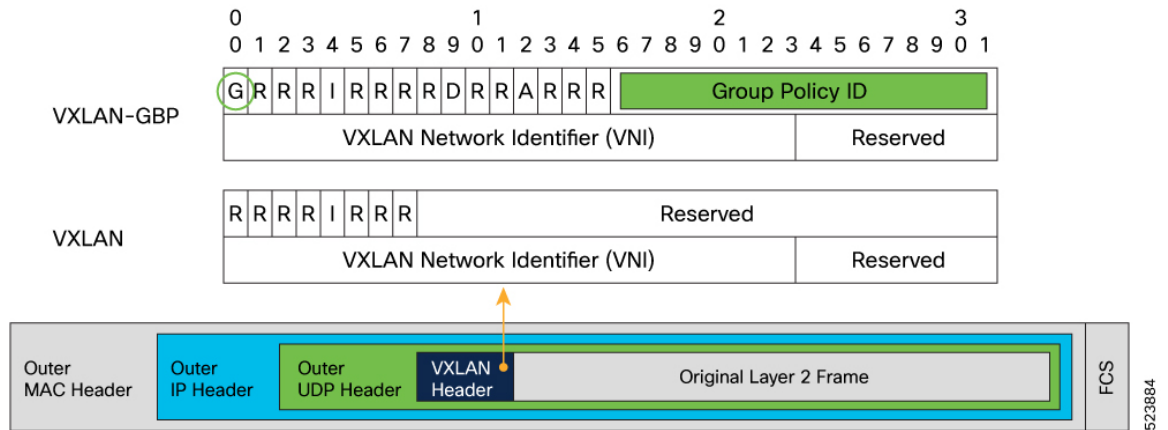 0 1 2 3
0 1 2 3 4 5 6 7 8 9 0 1 2 3 4 5 6 7 8 9 0 1 2 3 4 5 6 7 8 9 0 1
VXLAN-GBP
G R R R I R R R R D R R A R R R Group Policy ID
VXLAN Network Identifier (VNI) Reserved
VXLAN
R R R R I R R R Reserved
VXLAN Network Identifier (VNI) Reserved
Outer
MAC Header
Outer
IP Header
Outer
UDP Header
VXLAN
Header
Original Layer 2 Frame
FCS
523884